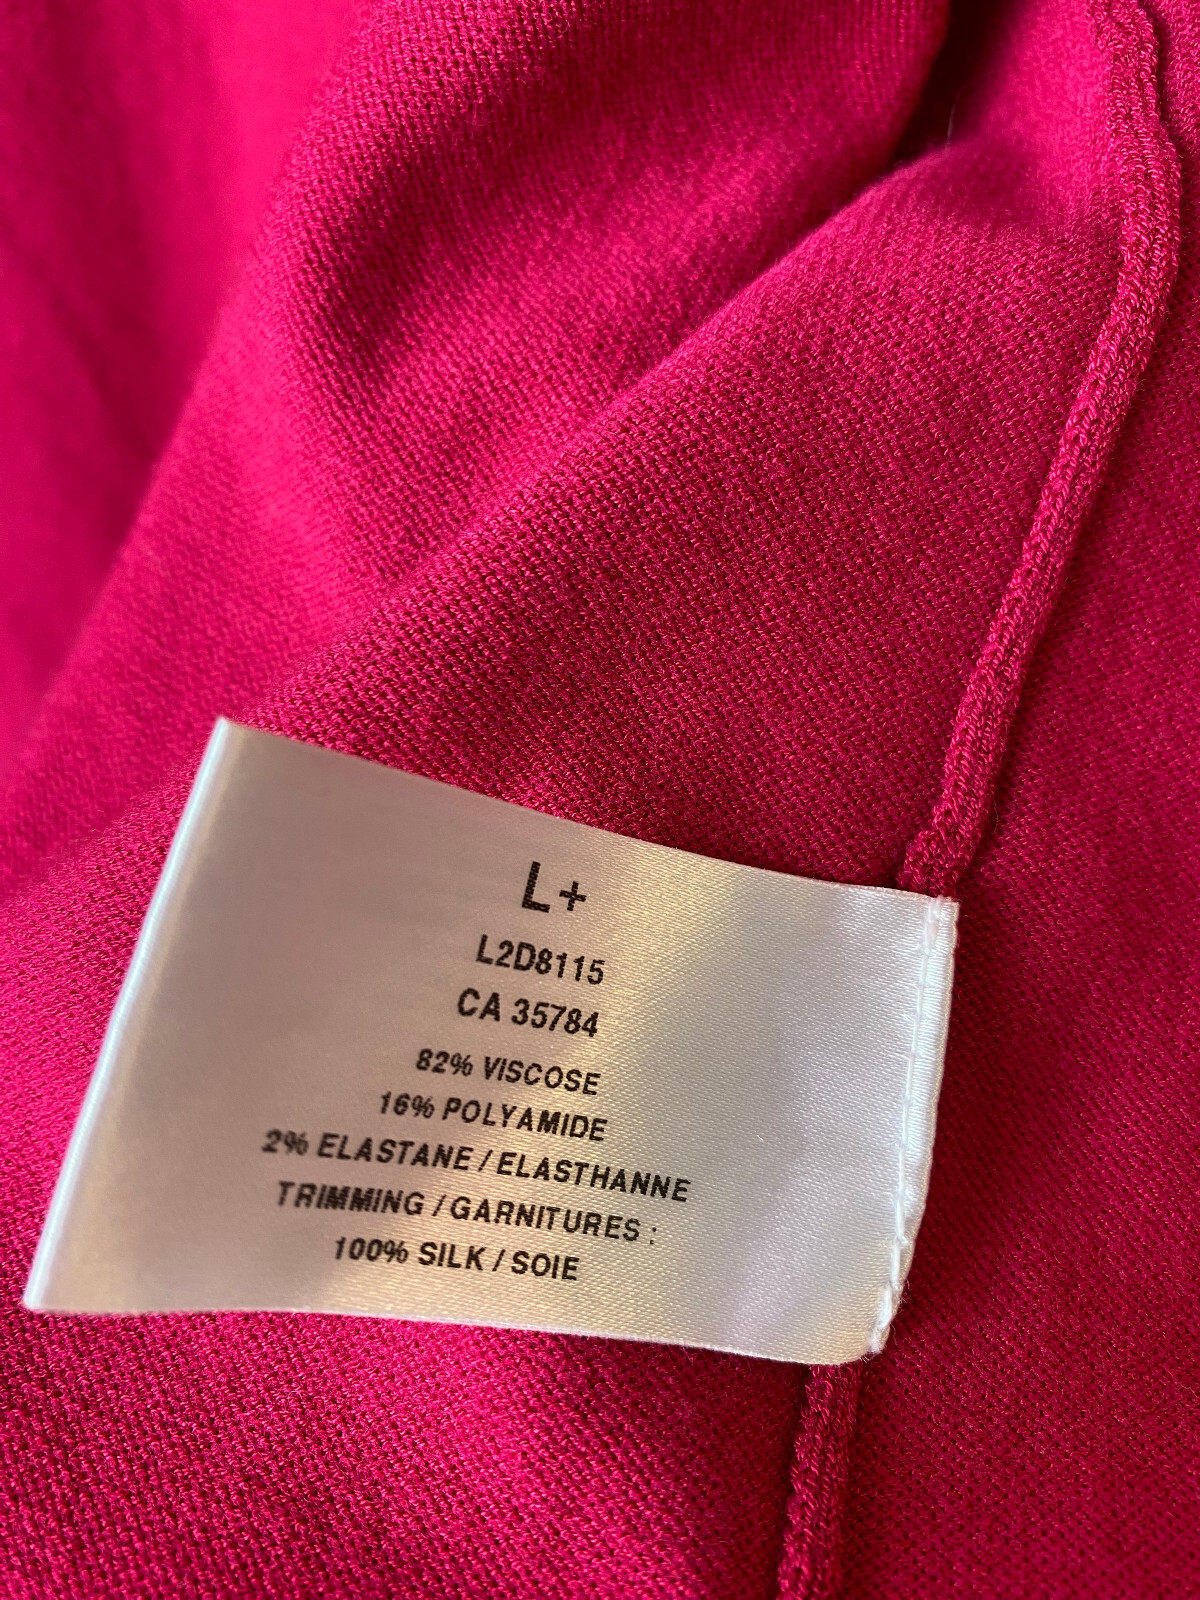 L+
L2D8115
CA 35784
82% VISCOSE
16% POLYAMIDE
2% ELASTANE / ELASTHANNE
TRIMMING / GARNITURES :
100% SILK / SOIE